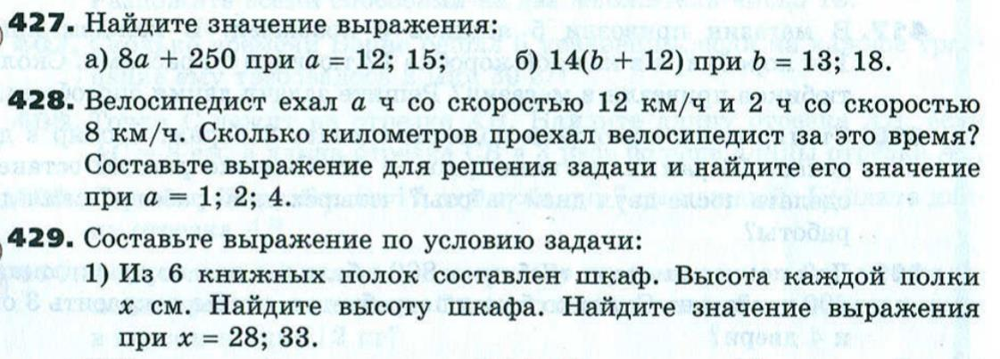 427. Найдите значение выражения:
а) 8a + 250 при a = 12; 15; б) 14(b + 12) при b = 13; 18.
428. Велосипедист ехал a ч со скоростью 12 км/ч и 2 ч со скоростью
8 км/ч. Сколько километров проехал велосипедист за это время?
Составьте выражение для решения задачи и найдите его значение
при a = 1; 2; 4.
429. Составьте выражение по условию задачи:
1) Из 6 книжных полок составлен шкаф. Высота каждой полки
x см. Найдите высоту шкафа. Найдите значение выражения
при x = 28; 33.